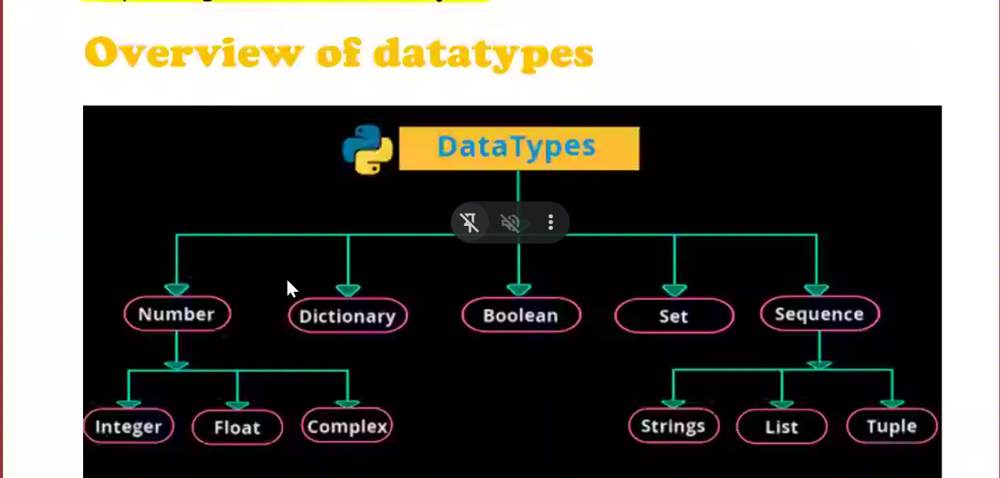 Overview of datatypes
DataTypes
Number Dictionary Boolean Set Sequence
Integer Float Complex Strings List Tuple